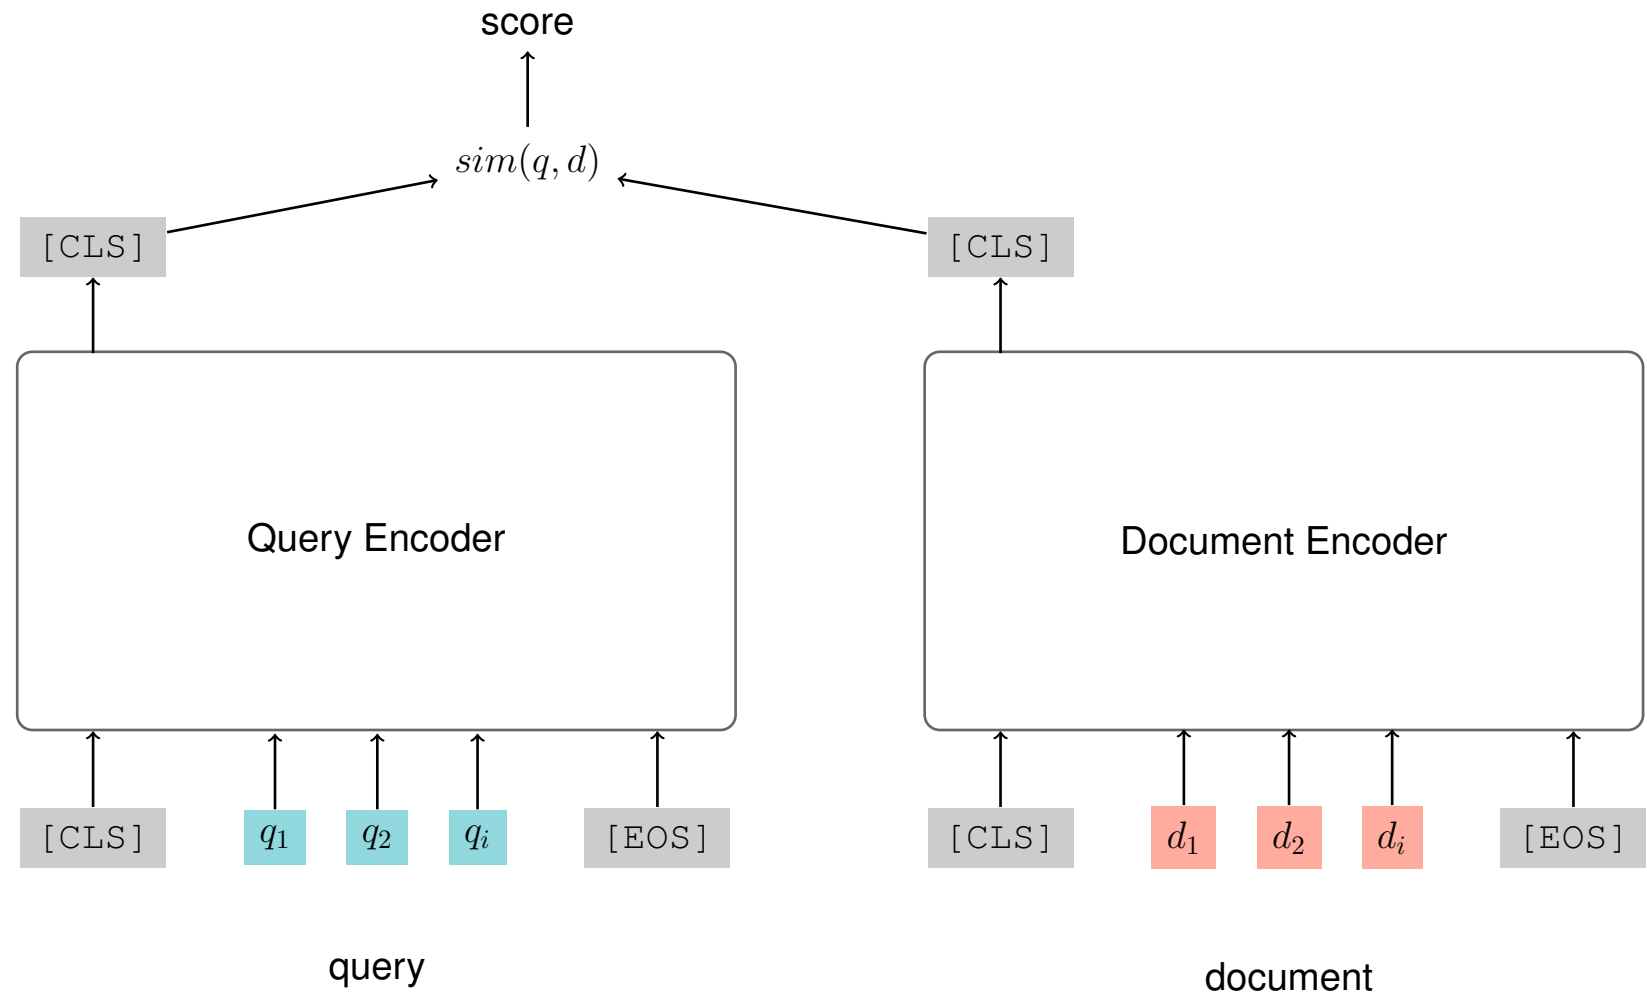 score
sim(q, d)
[CLS] [CLS]
Query Encoder Document Encoder
[CLS] q1 q2 qi [EOS] [CLS] d1 d2 di [EOS]
query document